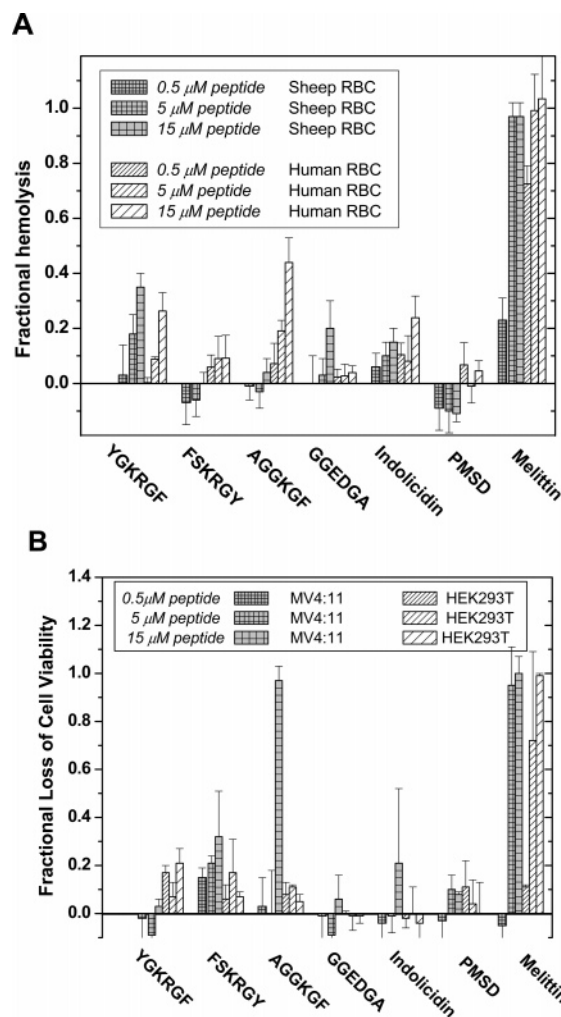 A
0.5 μM peptide Sheep RBC
5 μM peptide Sheep RBC
15 μM peptide Sheep RBC
0.5 μM peptide Human RBC
5 μM peptide Human RBC
15 μM peptide Human RBC
Fractional hemolysis
1.0
0.8
0.6
0.4
0.2
0.0
YGKRGF
FSKRGY
AGGKGF
GGEDGA
Indolicidin
PMSD
Melittin
B
0.5μM peptide MV4:11 HEK293T
5 μM peptide MV4:11 HEK293T
15 μM peptide MV4:11 HEK293T
Fractional Loss of Cell Viability
1.4
1.2
1.0
0.8
0.6
0.4
0.2
0.0
YGKRGF
FSKRGY
AGGKGF
GGEDGA
Indolicidin
PMSD
Melittin